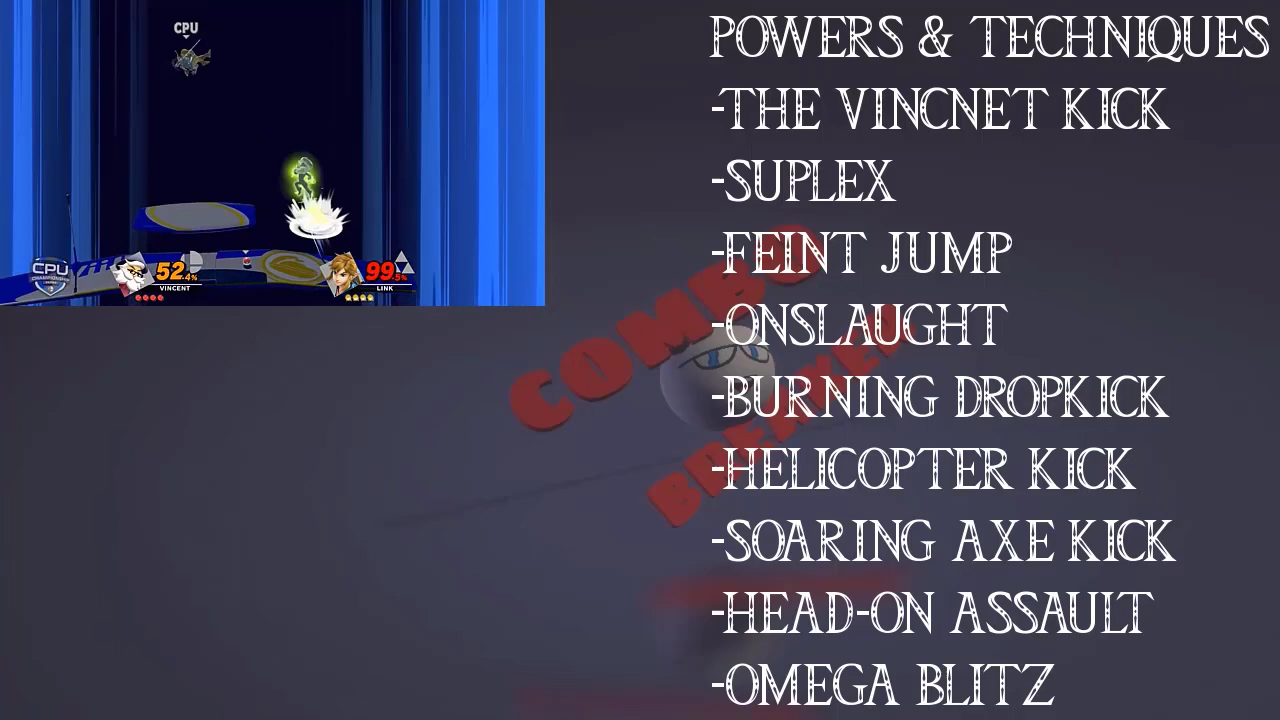 CPU
CPU
CHAMPIONSHIP
52.4%
VINCENT
99.5%
LINK
POWERS & TECHNIQUES
-THE VINCNET KICK
-SUPLEX
-FEINT JUMP
-ONSLAUGHT
-BURNING DROPKICK
-HELICOPTER KICK
-SOARING AXE KICK
-HEAD-ON ASSAULT
-OMEGA BLITZ
COMBO
BREAKER